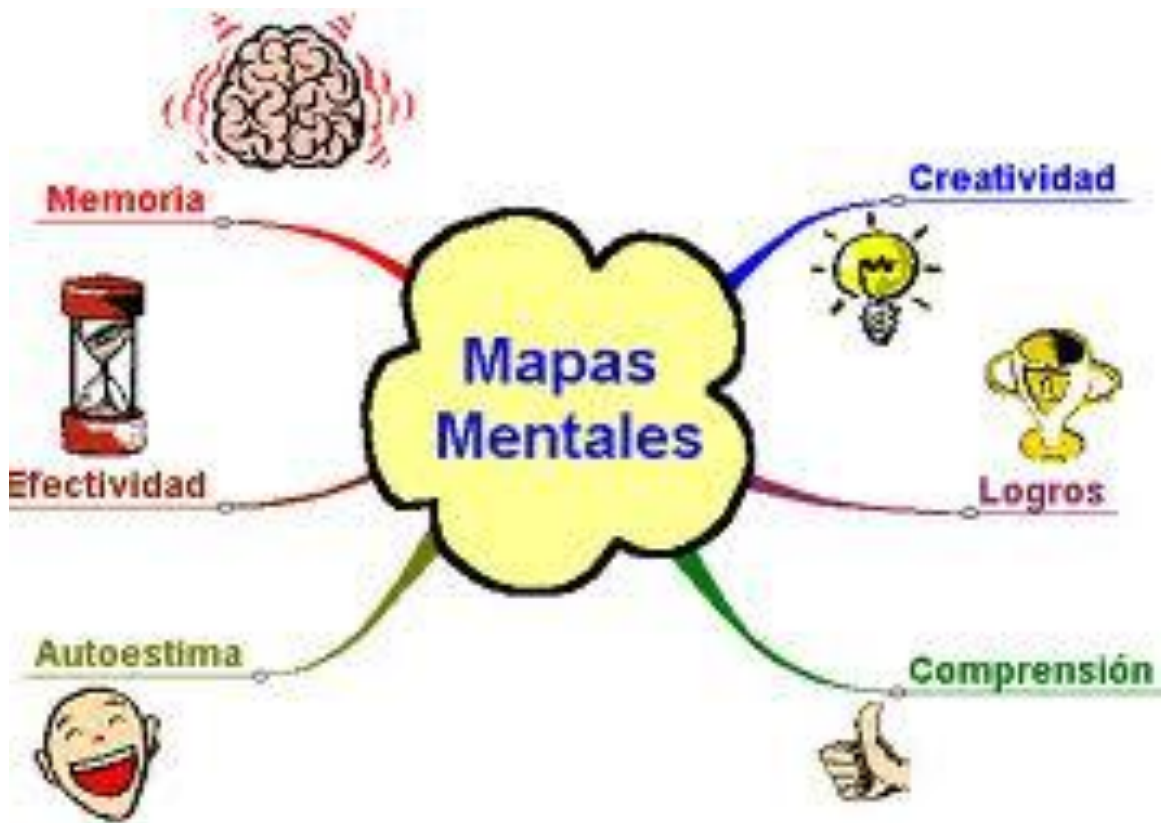 Memoria
Creatividad
Mapas
Mentales
Efectividad
Logros
Autoestima
Comprensión